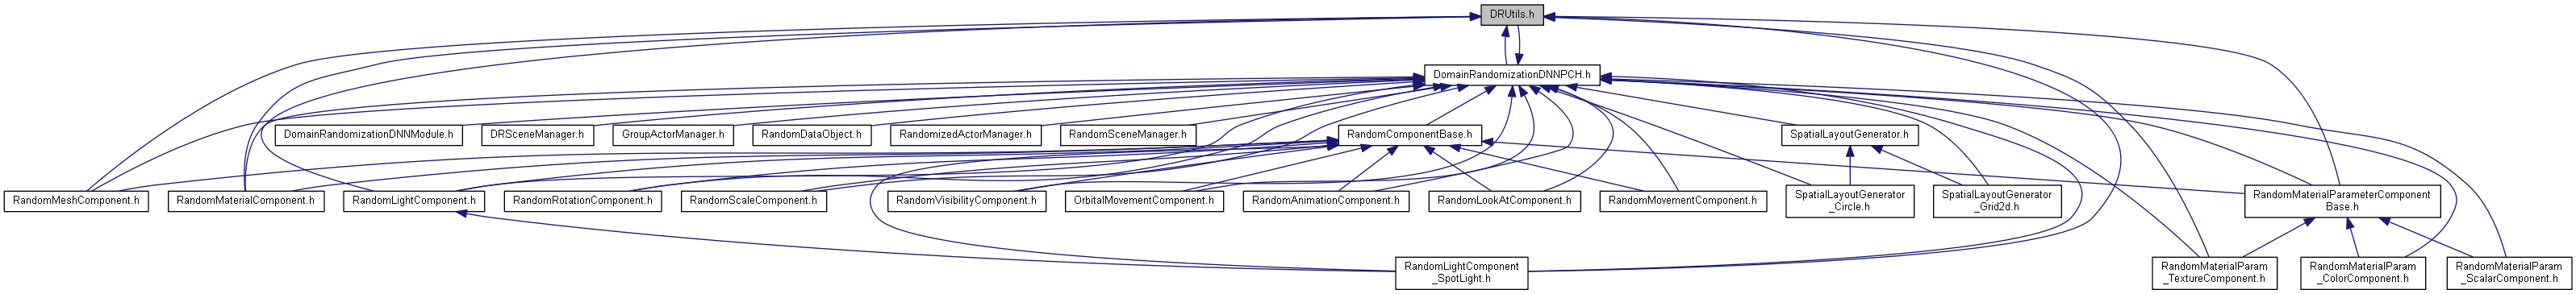 DRUtils.h
DomainRandomizationDNNPCH.h
DomainRandomizationDNNModule.h
DRSceneManager.h
GroupActorManager.h
RandomDataObject.h
RandomizedActorManager.h
RandomSceneManager.h
RandomComponentBase.h
SpatialLayoutGenerator.h
RandomMeshComponent.h
RandomMaterialComponent.h
RandomLightComponent.h
RandomRotationComponent.h
RandomScaleComponent.h
RandomVisibilityComponent.h
OrbitalMovementComponent.h
RandomAnimationComponent.h
RandomLookAtComponent.h
RandomMovementComponent.h
SpatialLayoutGenerator
_Circle.h
SpatialLayoutGenerator
_Grid2d.h
RandomMaterialParameterComponent
Base.h
RandomLightComponent
_SpotLight.h
RandomMaterialParam
_TextureComponent.h
RandomMaterialParam
_ColorComponent.h
RandomMaterialParam
_ScalarComponent.h